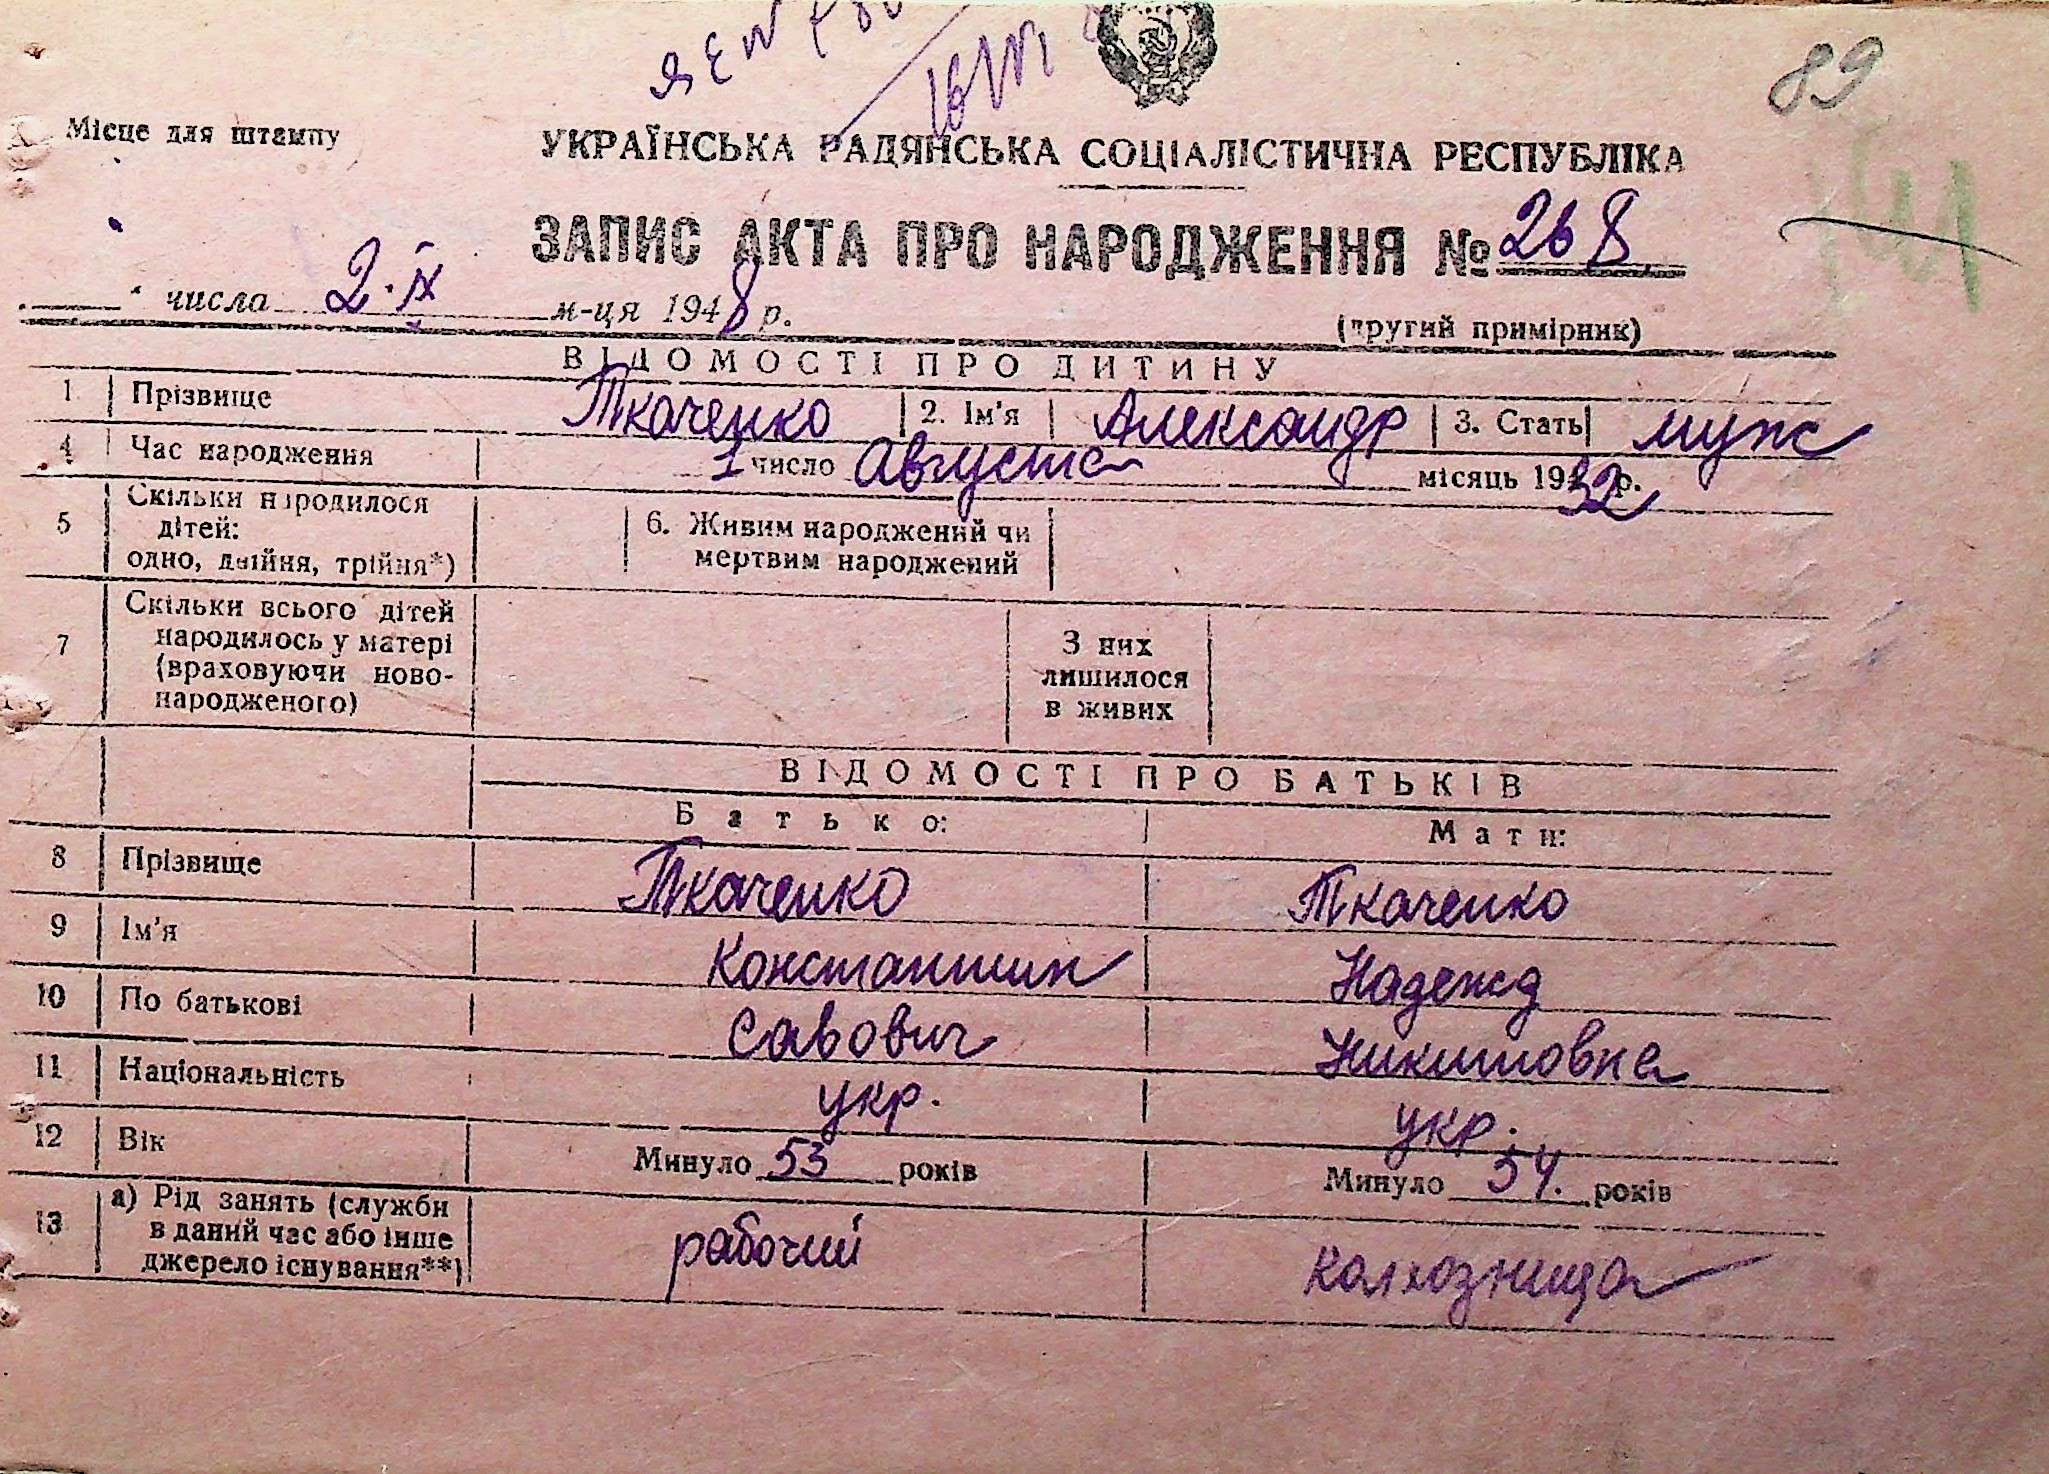 89
Місце для штампу
УКРАЇНСЬКА РАДЯНСЬКА СОЦІАЛІСТИЧНА РЕСПУБЛІКА
ЗАПИС АКТА ПРО НАРОДЖЕННЯ № 268
числа 2.IX м-ця 1948 р.
(другий примірник)
ВІДОМОСТІ ПРО ДИТИНУ
1 Прізвище Ткаченко 2. Ім'я Александр 3. Стать муж
4 Час народження 1 число Августа місяць 1932 р.
5 Скільки народилося дітей: одно, двійня, трійня*)
6. Живим народжений чи мертвим народжений
7 Скільки всього дітей народилось у матері (враховуючи ново-народженого)
З них лишилося в живих
ВІДОМОСТІ ПРО БАТЬКІВ
Батько: Мати:
8 Прізвище Ткаченко Ткаченко
9 Ім'я Константин Надежд
10 По батькові Савович Никитовна
11 Національність укр. укр.
12 Вік Минуло 53 років Минуло 54. років
13 а) Рід занять (служби в даний час або інше джерело існування**) рабочий колхозница